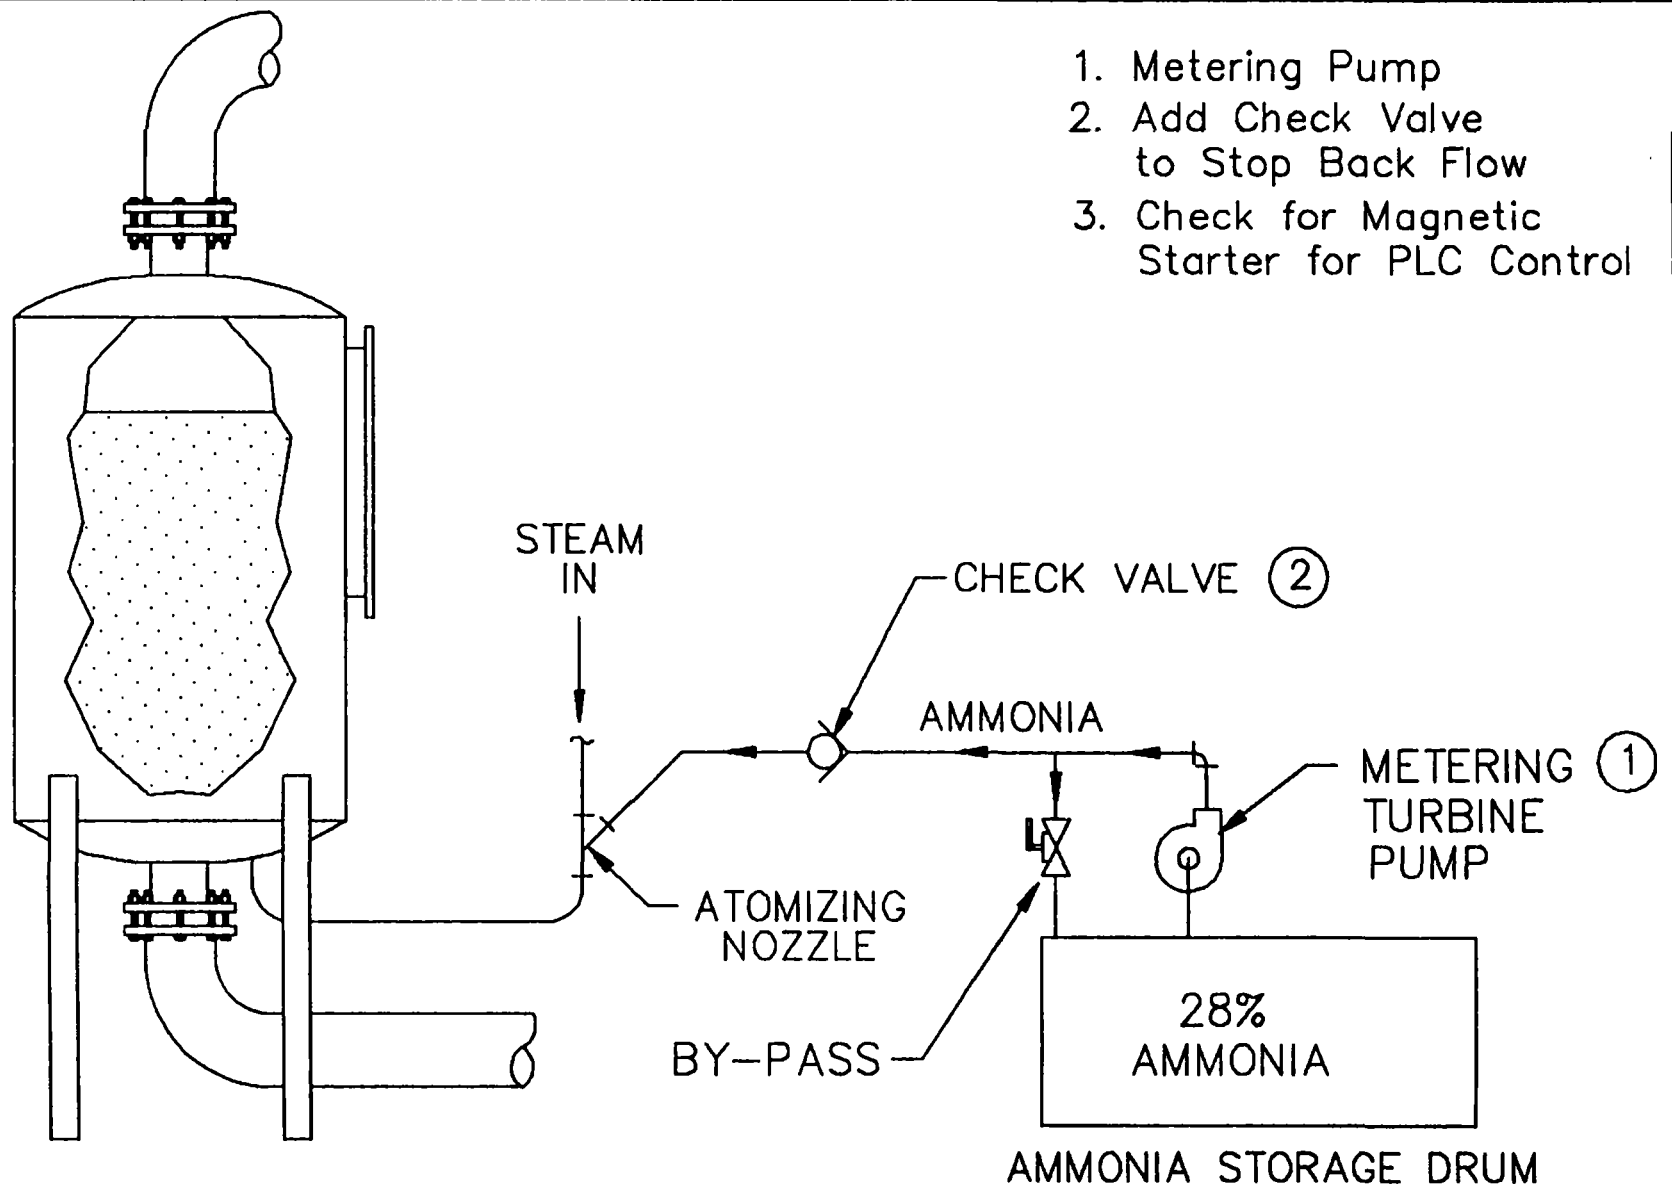 1. Metering Pump
2. Add Check Valve
to Stop Back Flow
3. Check for Magnetic
Starter for PLC Control
STEAM
IN
CHECK VALVE 2
AMMONIA
METERING 1
TURBINE
PUMP
ATOMIZING
NOZZLE
BY-PASS
28%
AMMONIA
AMMONIA STORAGE DRUM